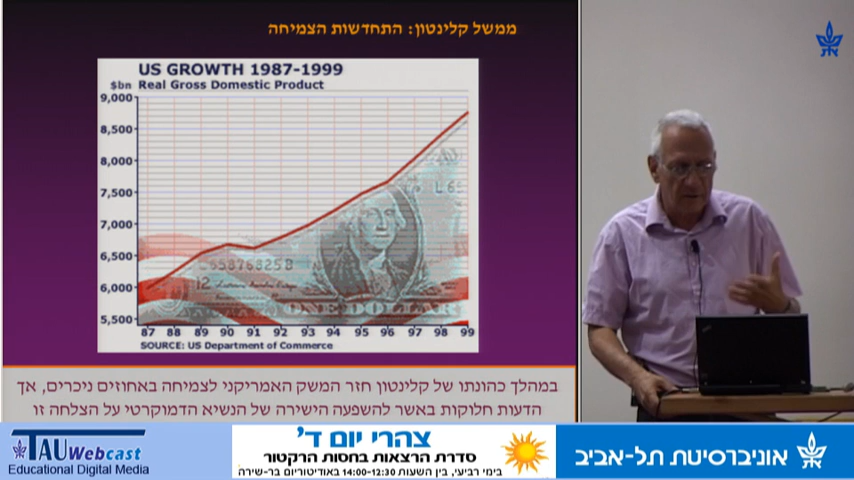 ממשל קלינטון: התחדשות הצמיחה
US GROWTH 1987-1999
$bn Real Gross Domestic Product
9,000
8,500
8,000
7,500
7,000
6,500
6,000
5,500
87 88 89 90 91 92 93 94 95 96 97 98 99
L 65876825 B
12
ONE DOLLAR
SOURCE: US Department of Commerce
במהלך כהונתו של קלינטון חזר המשק האמריקני לצמיחה באחוזים ניכרים, אך
הדעות חלוקות באשר להשפעה הישירה של הנשיא הדמוקרטי על הצלחה זו
TAU Webcast
Educational Digital Media
צהרי יום ד'
סדרת הרצאות בחסות הרקטור
בימי רביעי, בין השעות 14:00-12:30 באודיטוריום בר-שירה
אוניברסיטת תל-אביב